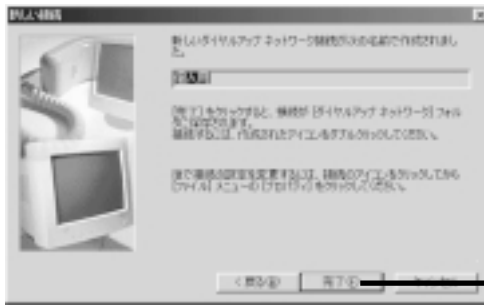 新しい接続
新しいダイヤルアップ ネットワーク接続が次の名前で作成されまし
た。
[完了] をクリックすると、接続が [ダイヤルアップ ネットワーク] フォル
ダに保存されます。
接続するには、作成されたアイコンをダブルクリックしてください。
後で接続の設定を変更するには、接続のアイコンをクリックしてから
[ファイル] メニューの [プロパティ] をクリックしてください。
< 戻る(B)
完了